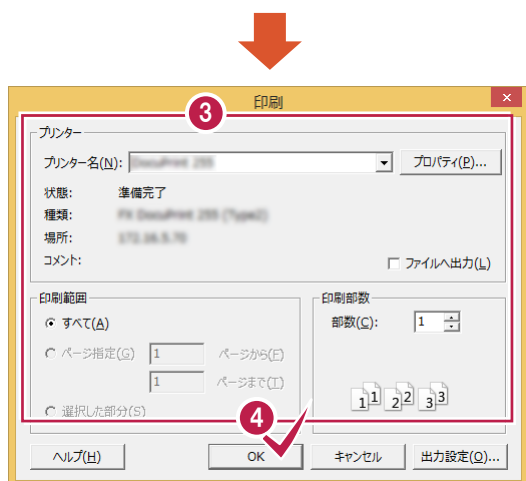 3
印刷
プリンター
プリンター名(N):
プロパティ(P)...
状態: 準備完了
種類:
場所:
コメント:
ファイルへ出力(L)
印刷範囲
すべて(A)
ページ指定(G) 1 ページから(F)
1 ページまで(T)
選択した部分(S)
印刷部数
部数(C): 1
1 1 2 2 3 3
4
ヘルプ(H)
OK
キャンセル
出力設定(O)...